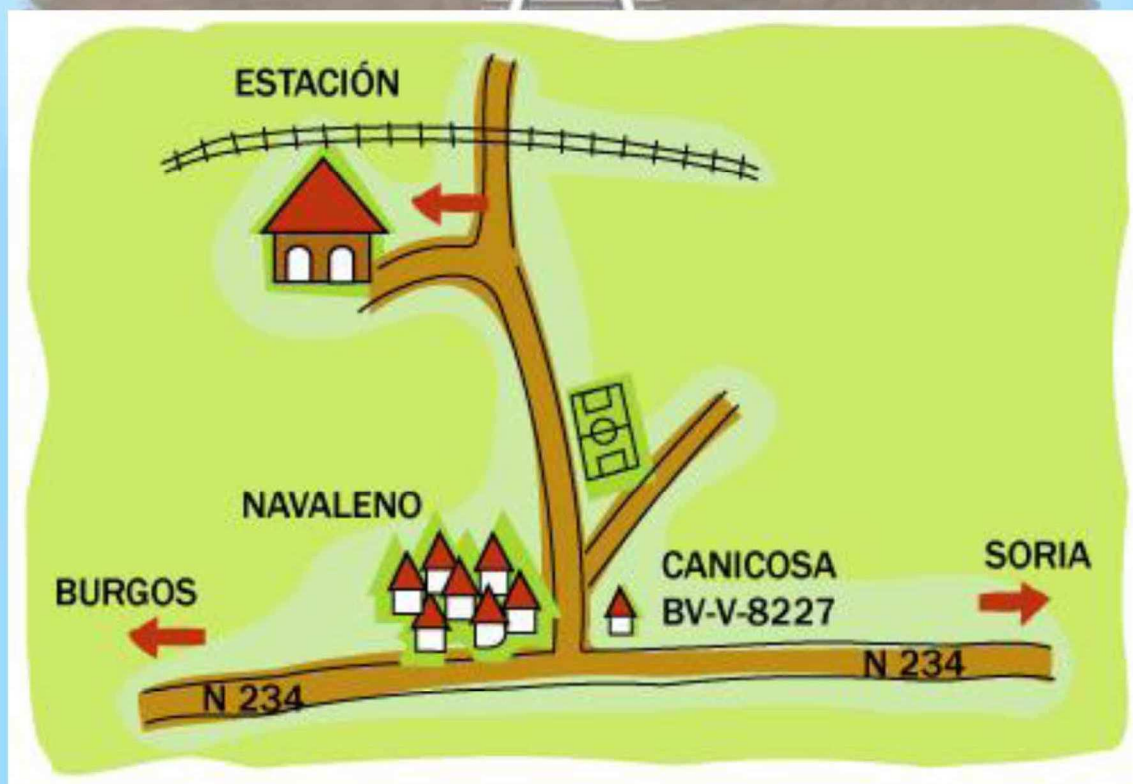 ESTACIÓN
NAVALENO
BURGOS
CANICOSA
BV-V-8227
SORIA
N 234
N 234